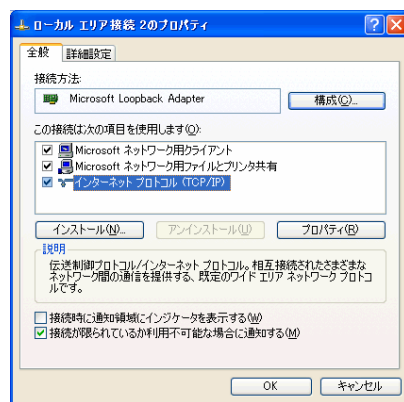 ローカル エリア接続 2のプロパティ
全般 詳細設定
接続方法:
Microsoft Loopback Adapter 構成(C)...
この接続は次の項目を使用します(O):
Microsoft ネットワーク用クライアント
Microsoft ネットワーク用ファイルとプリンタ共有
インターネット プロトコル (TCP/IP)
インストール(N)... アンインストール(U) プロパティ(R)
説明
伝送制御プロトコル/インターネット プロトコル。相互接続されたさまざまな
ネットワーク間の通信を提供する、既定のワイド エリア ネットワーク プロトコ
ルです。
接続時に通知領域にインジケータを表示する(W)
接続が限られているか利用不可能な場合に通知する(M)
OK キャンセル